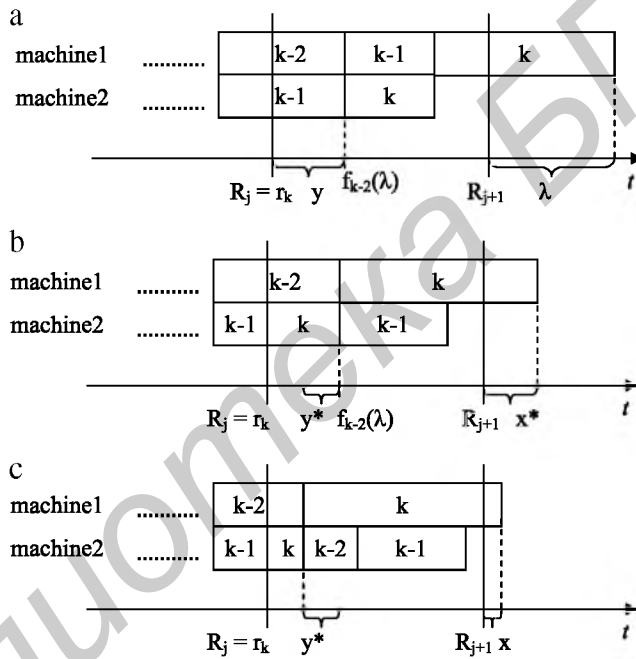 a
machine1 ............ k-2 k-1 k
machine2 ............ k-1 k
R_j = r_k y f_{k-2}(λ) R_{j+1} λ t
b
machine1 ............ k-2 k
machine2 ............ k-1 k k-1
R_j = r_k y* f_{k-2}(λ) R_{j+1} x* t
c
machine1 ............ k-2 k
machine2 ............ k-1 k k-2 k-1
R_j = r_k y* R_{j+1} x t